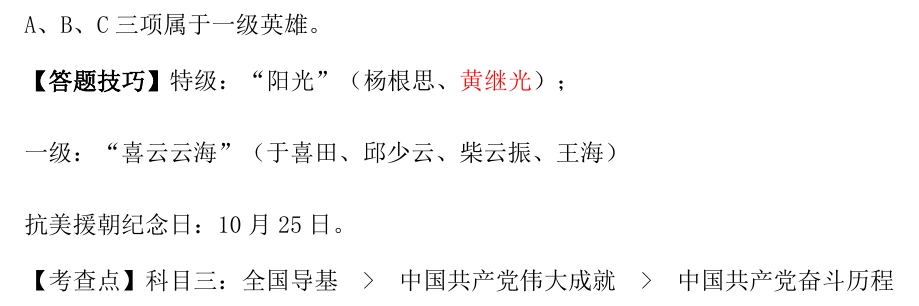 A、B、C 三项属于一级英雄。
【答题技巧】特级：“阳光”（杨根思、黄继光）；
一级：“喜云云海”（于喜田、邱少云、柴云振、王海）
抗美援朝纪念日：10 月 25 日。
【考查点】科目三：全国导基 > 中国共产党伟大成就 > 中国共产党奋斗历程